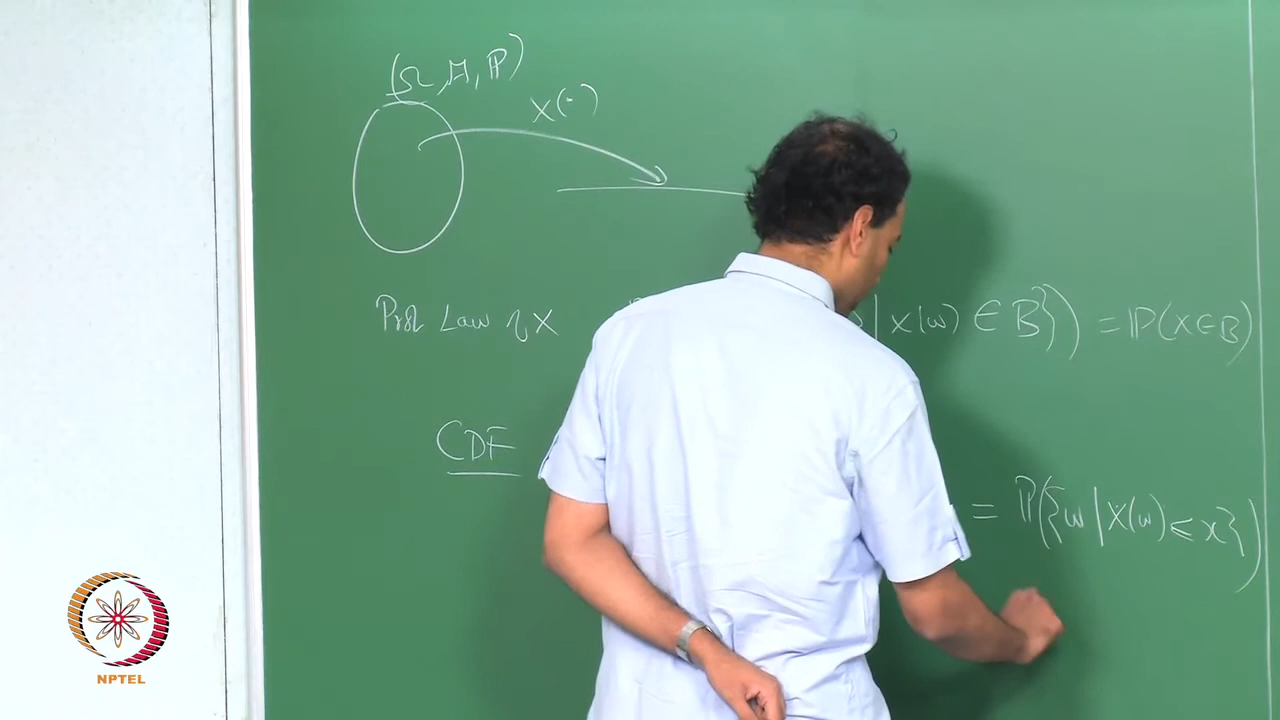 (Ω, F, ℙ)
X(·)
Prob Law of X ω | X(ω) ∈ B}) = ℙ(X∈B)
CDF
= ℙ({ω | X(ω) ≤ x})
NPTEL